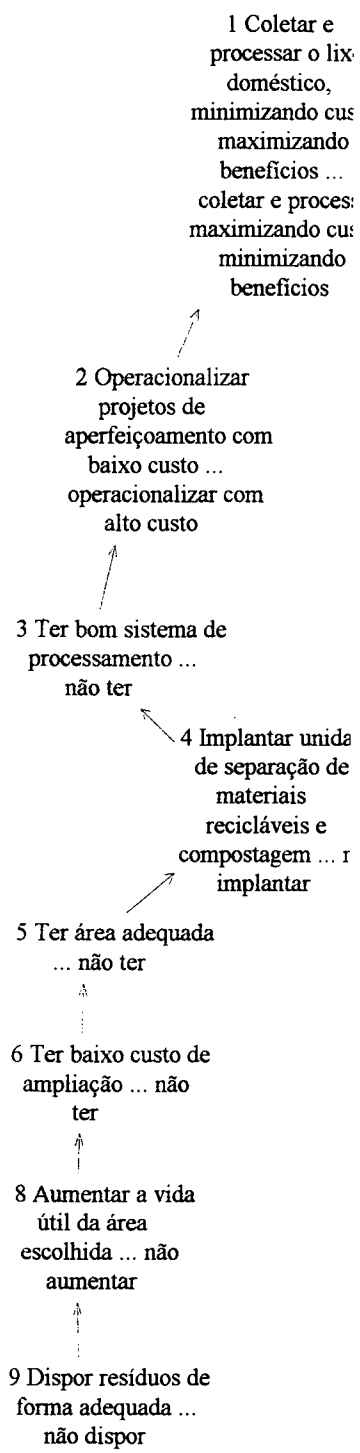 1 Coletar e
processar o lix
doméstico,
minimizando cus
maximizando
benefícios ...
coletar e process
maximizando cus
minimizando
benefícios
2 Operacionalizar
projetos de
aperfeiçoamento com
baixo custo ...
operacionalizar com
alto custo
3 Ter bom sistema de
processamento ...
não ter
4 Implantar unida
de separação de
materiais
recicláveis e
compostagem ... r
implantar
5 Ter área adequada
... não ter
6 Ter baixo custo de
ampliação ... não
ter
8 Aumentar a vida
útil da área
escolhida ... não
aumentar
9 Dispor resíduos de
forma adequada ...
não dispor